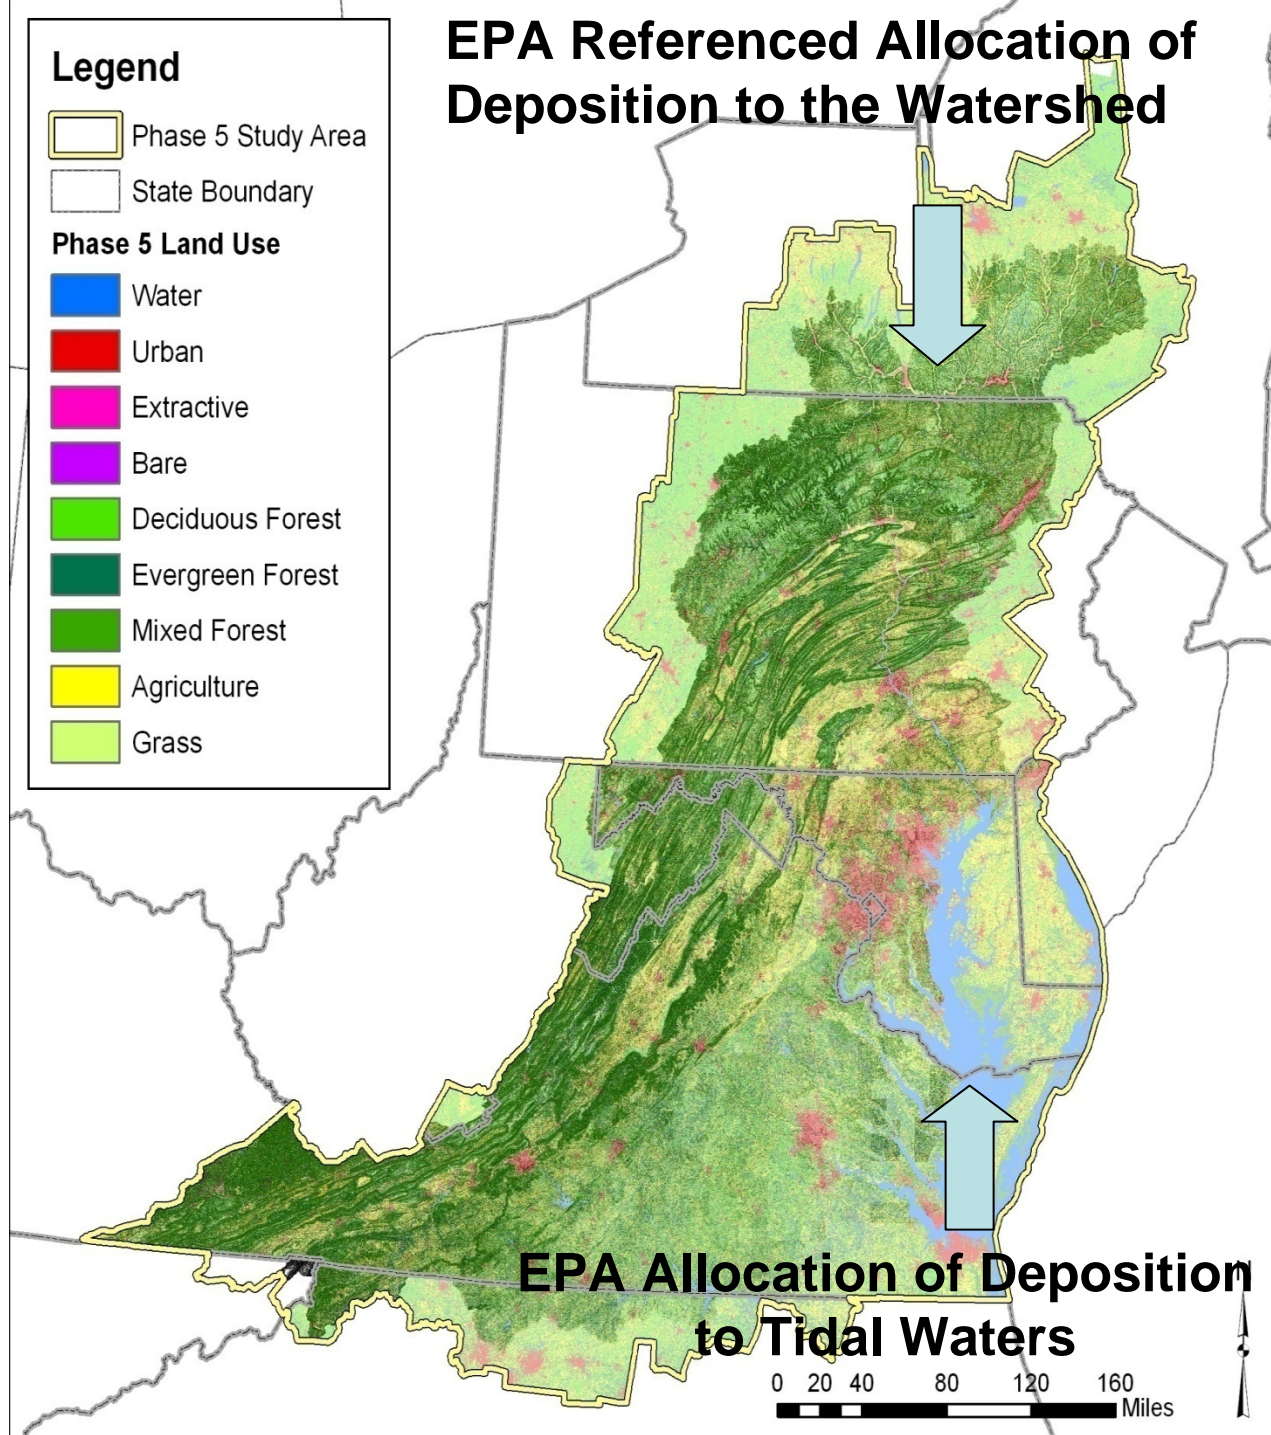 EPA Referenced Allocation of
Deposition to the Watershed
Legend
Phase 5 Study Area
State Boundary
Phase 5 Land Use
Water
Urban
Extractive
Bare
Deciduous Forest
Evergreen Forest
Mixed Forest
Agriculture
Grass
EPA Allocation of Deposition
to Tidal Waters
0 20 40 80 120 160
Miles
N